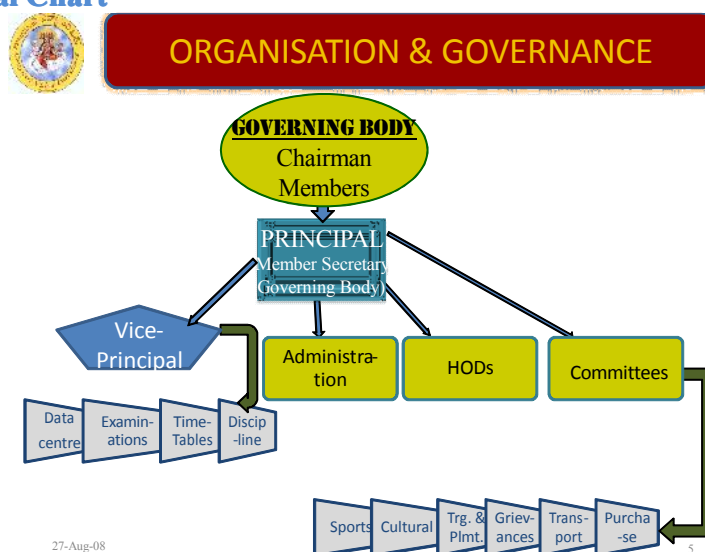 al Chart
ORGANISATION & GOVERNANCE
GOVERNING BODY
Chairman
Members
PRINCIPAL
Member Secretary
Governing Body)
Vice-
Principal
Administra-
tion
HODs
Committees
Data
centre
Examin-
ations
Time-
Tables
Discip
-line
Sports
Cultural
Trg. &
Plmt.
Griev-
ances
Trans-
port
Purcha
-se
27-Aug-08
5